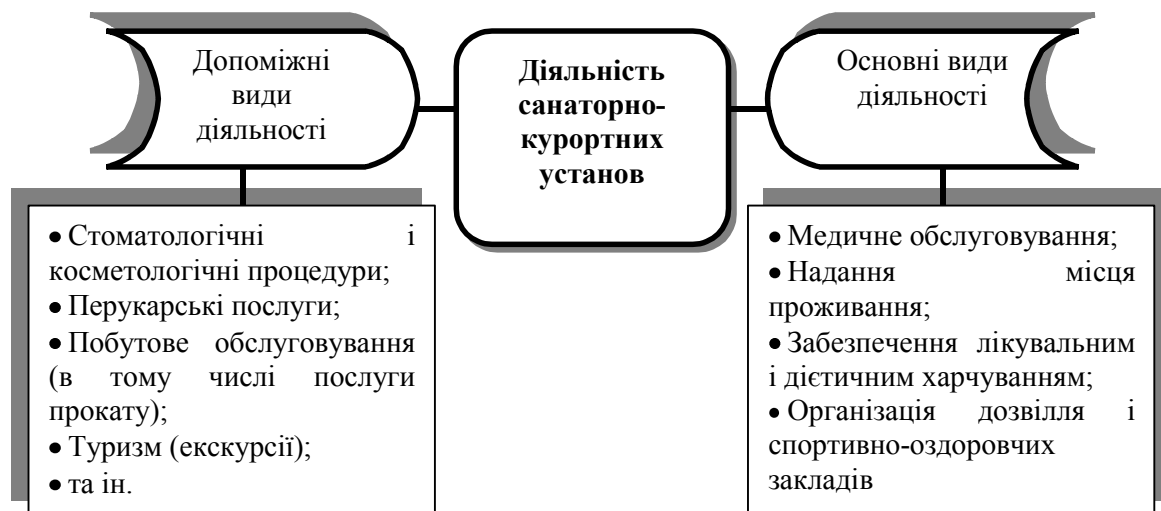 Допоміжні
види
діяльності
Діяльність
санаторно-
курортних
установ
Основні види
діяльності
• Стоматологічні і
косметологічні процедури;
• Перукарські послуги;
• Побутове обслуговування
(в тому числі послуги
прокату);
• Туризм (екскурсії);
• та ін.
• Медичне обслуговування;
• Надання місця
проживання;
• Забезпечення лікувальним
і дієтичним харчуванням;
• Організація дозвілля і
спортивно-оздоровчих
закладів